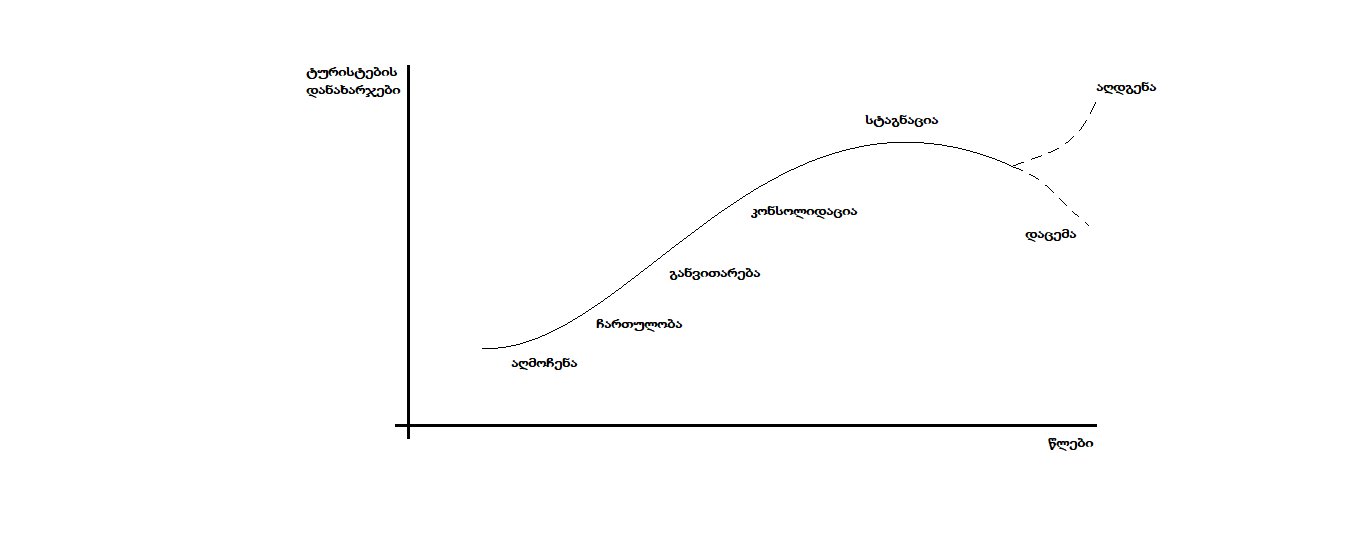 ტურისტების
დანახარჯები
აღდგენა
სტაგნაცია
კონსოლიდაცია
დაცემა
განვითარება
ჩართულობა
აღმოჩენა
წლები